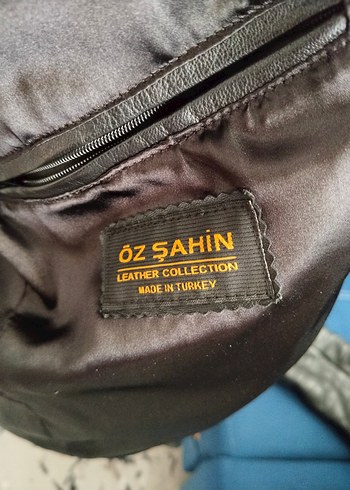 ÖZ ŞAHİN
LEATHER COLLECTION
MADE IN TURKEY